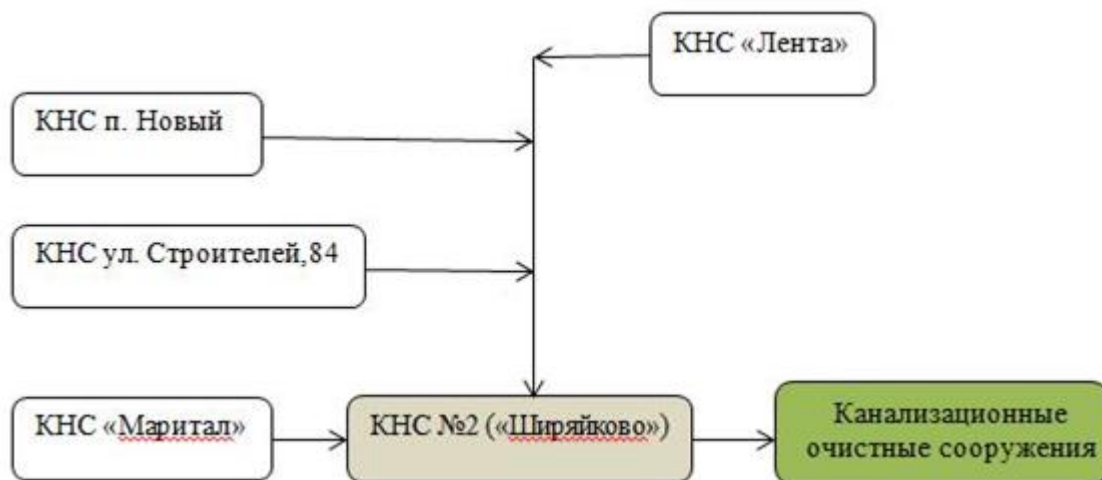 КНС «Лента»
КНС п. Новый
КНС ул. Строителей,84
КНС «Маритал»
КНС №2 («Ширяйково»)
Канализационные
очистные сооружения